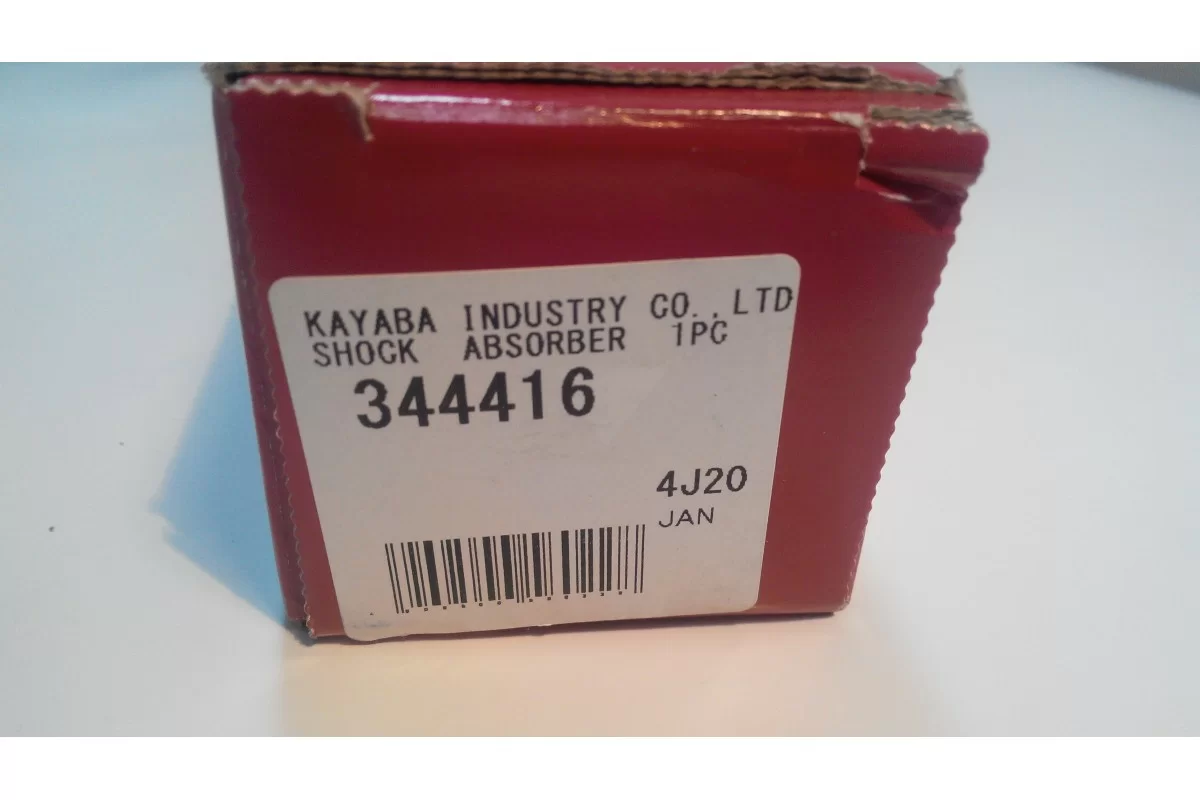 KAYABA INDUSTRY CO.,LTD
SHOCK ABSORBER 1PC
344416
4J20
JAN